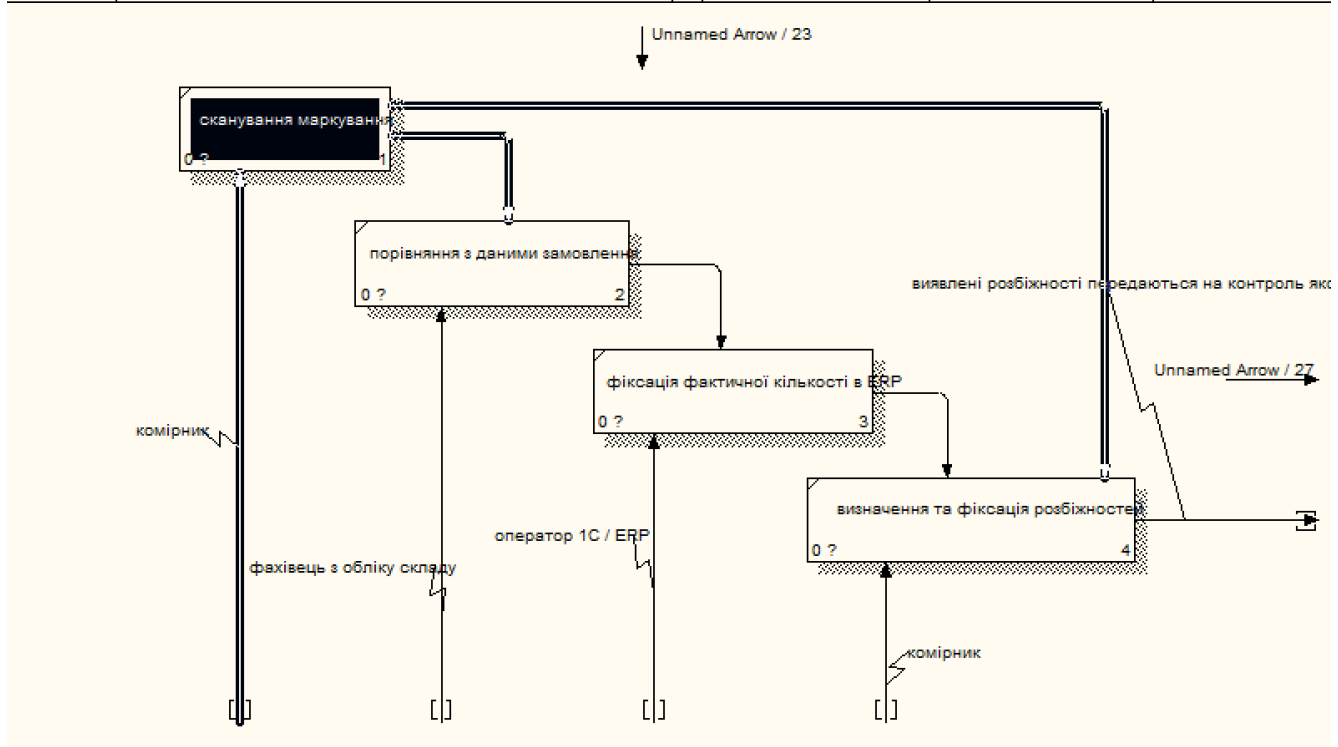 Unnamed Arrow / 23
сканування маркування
0 ?
1
порівняння з даними замовлення
0 ?
2
виявлені розбіжності передаються на контроль яко
Unnamed Arrow / 27
фіксація фактичної кількості в ERP
0 ?
3
комірник
визначення та фіксація розбіжностей
0 ?
4
оператор 1С / ERP
фахівець з обліку складу
комірник